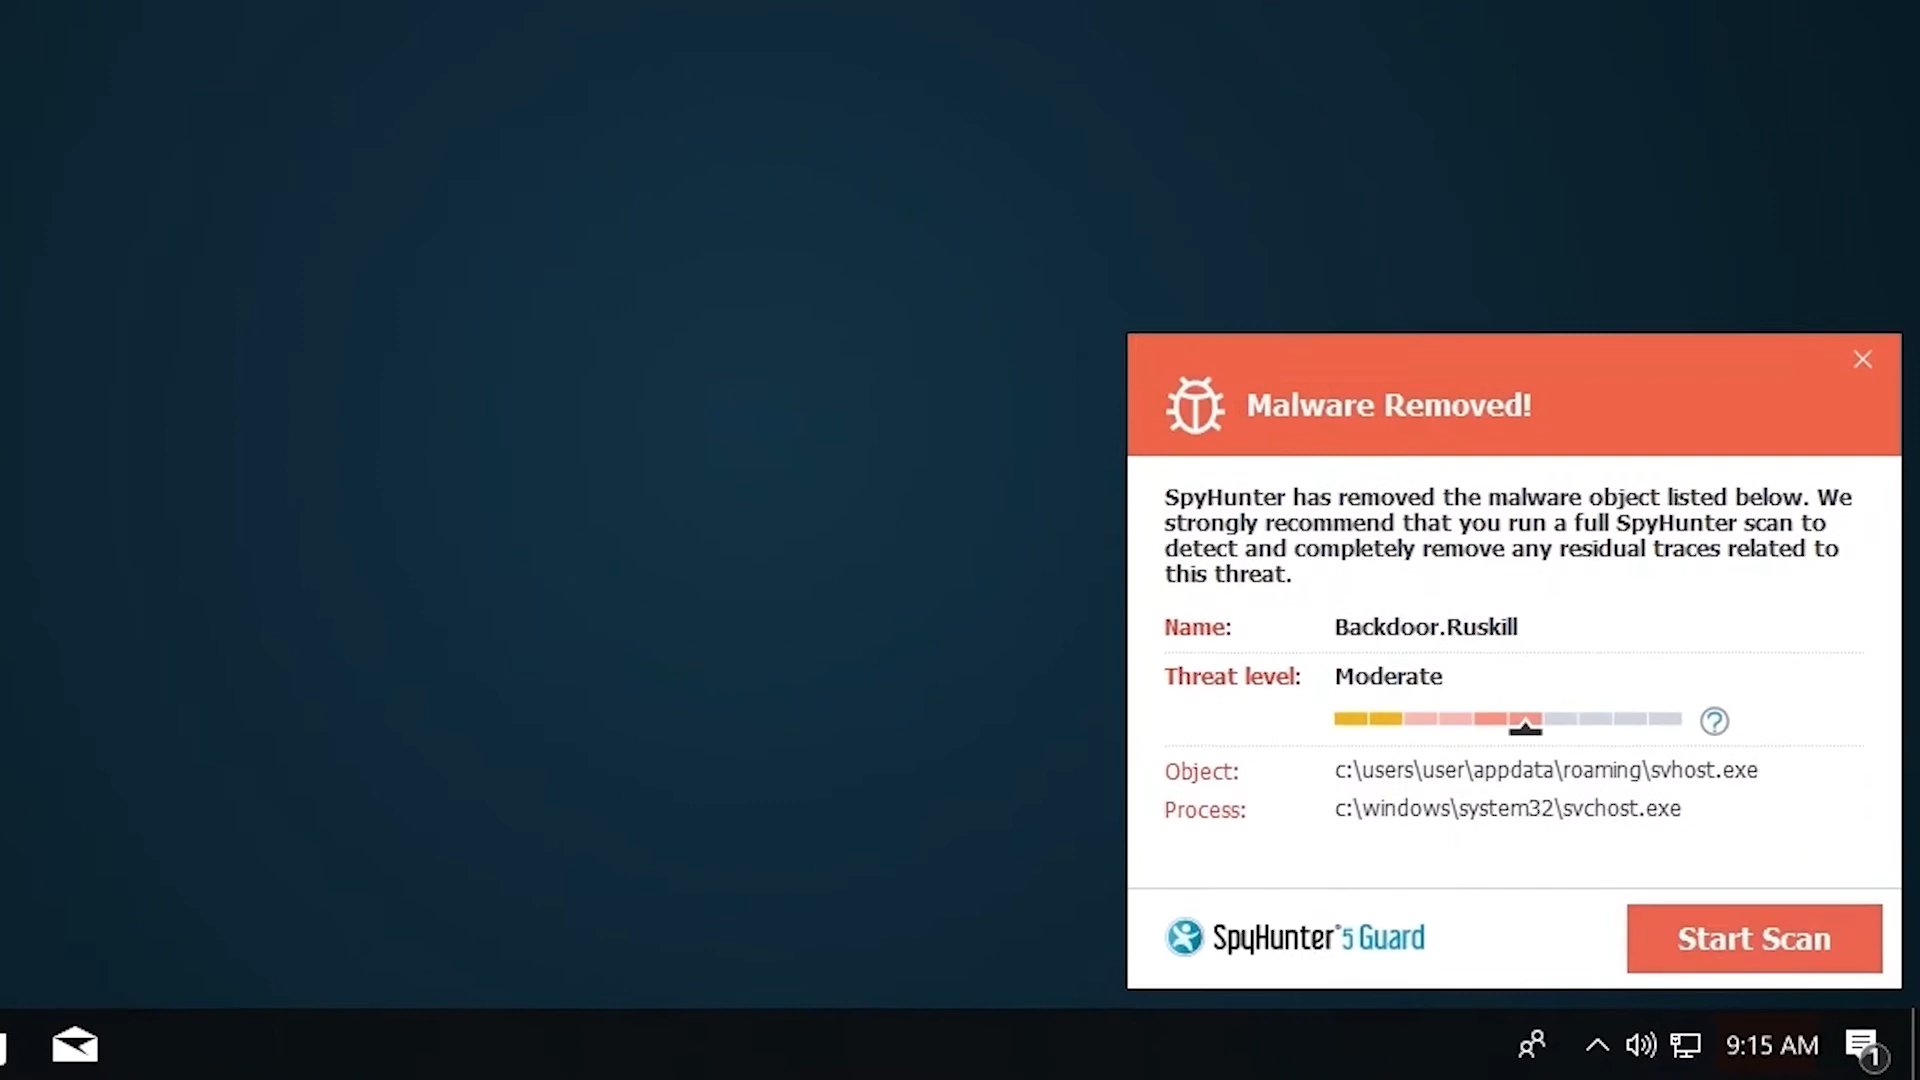 Malware Removed!
SpyHunter has removed the malware object listed below. We
strongly recommend that you run a full SpyHunter scan to
detect and completely remove any residual traces related to
this threat.
Name: Backdoor.Ruskill
Threat level: Moderate
?
Object: c:\users\user\appdata\roaming\svhost.exe
Process: c:\windows\system32\svchost.exe
SpyHunter® 5 Guard
Start Scan
9:15 AM
1